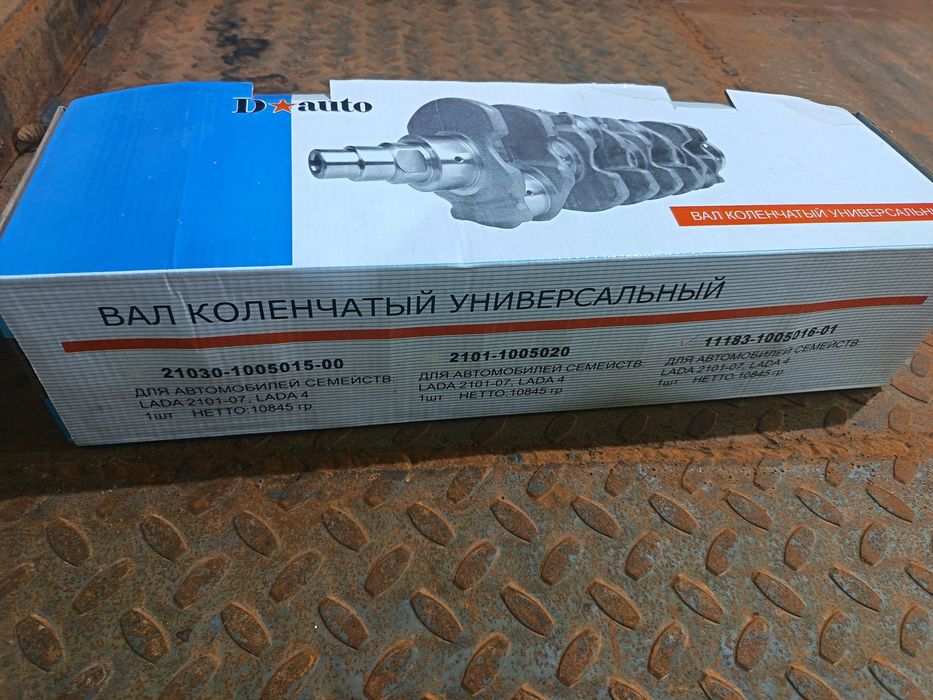 D★auto
ВАЛ КОЛЕНЧАТЫЙ УНИВЕРСАЛЬН
ВАЛ КОЛЕНЧАТЫЙ УНИВЕРСАЛЬНЫЙ
21030-1005015-00
ДЛЯ АВТОМОБИЛЕЙ СЕМЕЙСТВ:
LADA 2101-07, LADA 4
1шт НЕТТО:10845 гр
2101-1005020
ДЛЯ АВТОМОБИЛЕЙ СЕМЕЙСТВ:
LADA 2101-07, LADA 4
1шт НЕТТО:10845 гр
✓ 11183-1005016-01
ДЛЯ АВТОМОБИЛЕЙ СЕМЕЙСТВ:
LADA 2101-07, LADA 4
1шт НЕТТО:10845 гр